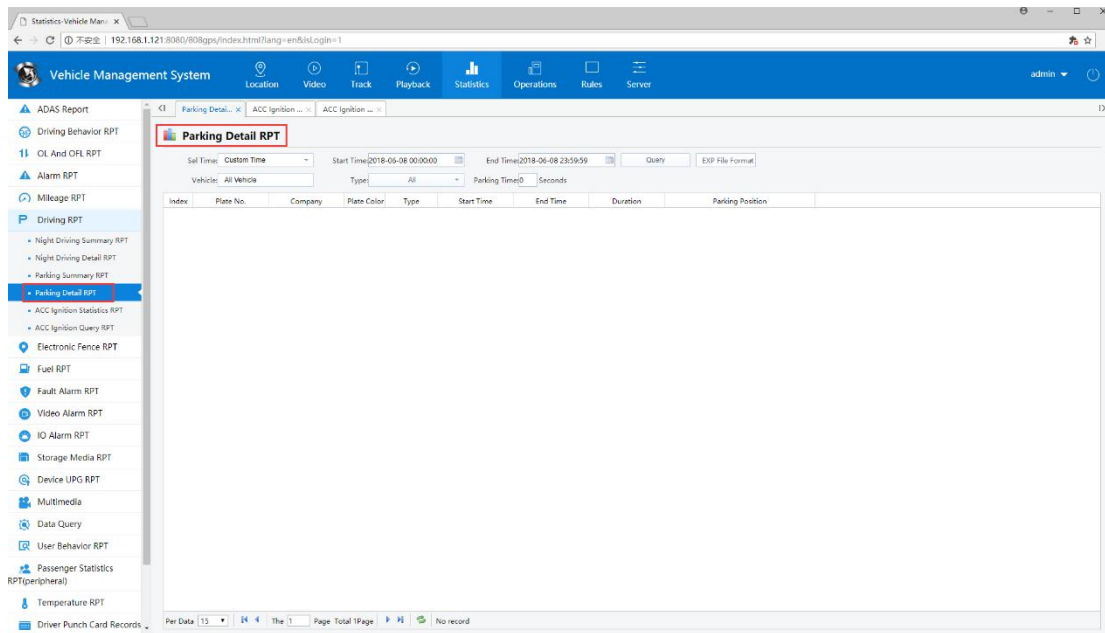 Statistics-Vehicle Mana
不安全 | 192.168.1.121:8080/808gps/index.html?lang=en&isLogin=1
Vehicle Management System
Location Video Track Playback Statistics Operations Rules Server
admin
ADAS Report
Driving Behavior RPT
OL And OFL RPT
Alarm RPT
Mileage RPT
Driving RPT
Night Driving Summary RPT
Night Driving Detail RPT
Parking Summary RPT
Parking Detail RPT
ACC Ignition Statistics RPT
ACC Ignition Query RPT
Electronic Fence RPT
Fuel RPT
Fault Alarm RPT
Video Alarm RPT
IO Alarm RPT
Storage Media RPT
Device UPG RPT
Multimedia
Data Query
User Behavior RPT
Passenger Statistics
RPT(peripheral)
Temperature RPT
Driver Punch Card Records
Parking Detai... ACC Ignition ... ACC Ignition ...
Parking Detail RPT
Sel Time: Custom Time Start Time:2018-06-08 00:00:00 End Time:2018-06-08 23:59:59 Query EXP File Format
Vehicle: All Vehicle Type: All Parking Time:0 Seconds
Index Plate No. Company Plate Color Type Start Time End Time Duration Parking Position
Per Data 15 The 1 Page Total 1Page No record